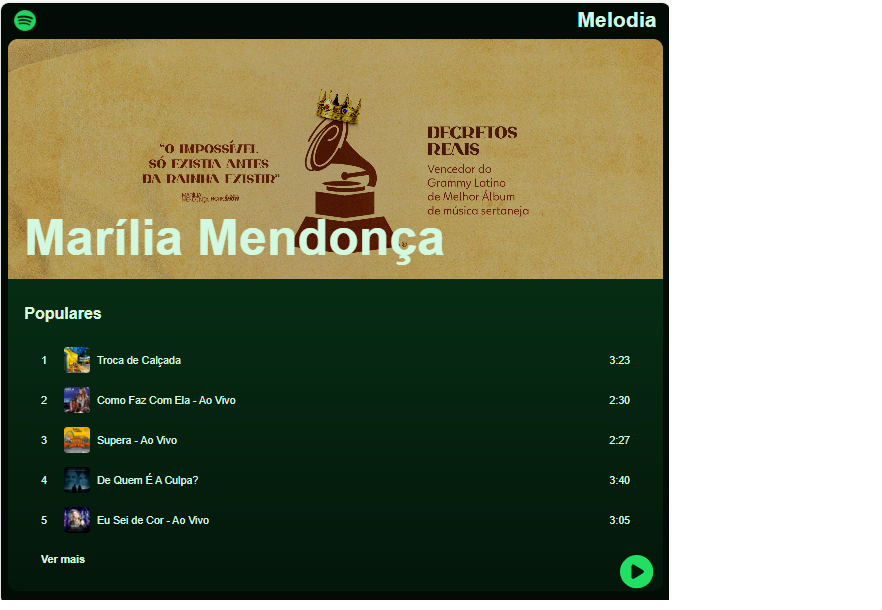 Melodia
"O IMPOSSÍVEL
SÓ EXISTIA ANTES
DA RAINHA EXISTIR"
DECRETOS
REAIS
Vencedor do
Grammy Latino
de Melhor Álbum
de música sertaneja
Marília Mendonça
Populares
1 Troca de Calçada 3:23
2 Como Faz Com Ela - Ao Vivo 2:30
3 Supera - Ao Vivo 2:27
4 De Quem É A Culpa? 3:40
5 Eu Sei de Cor - Ao Vivo 3:05
Ver mais